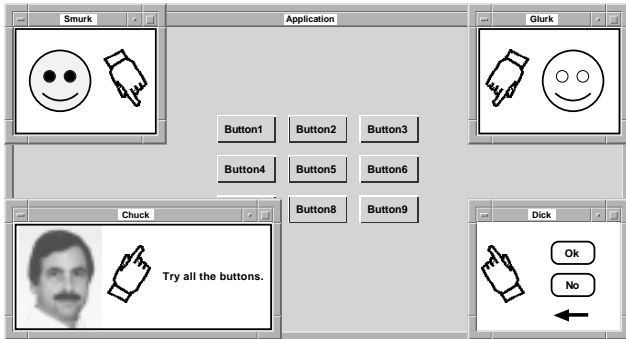 Smurk
Application
Glurk
Button1
Button2
Button3
Button4
Button5
Button6
Button8
Button9
Chuck
Try all the buttons.
Dick
Ok
No